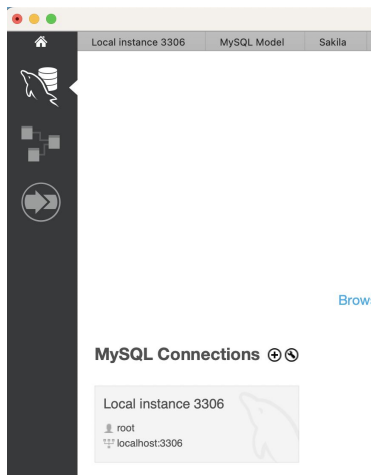 Local instance 3306 MySQL Model Sakila
Brows
MySQL Connections
Local instance 3306
root
localhost:3306